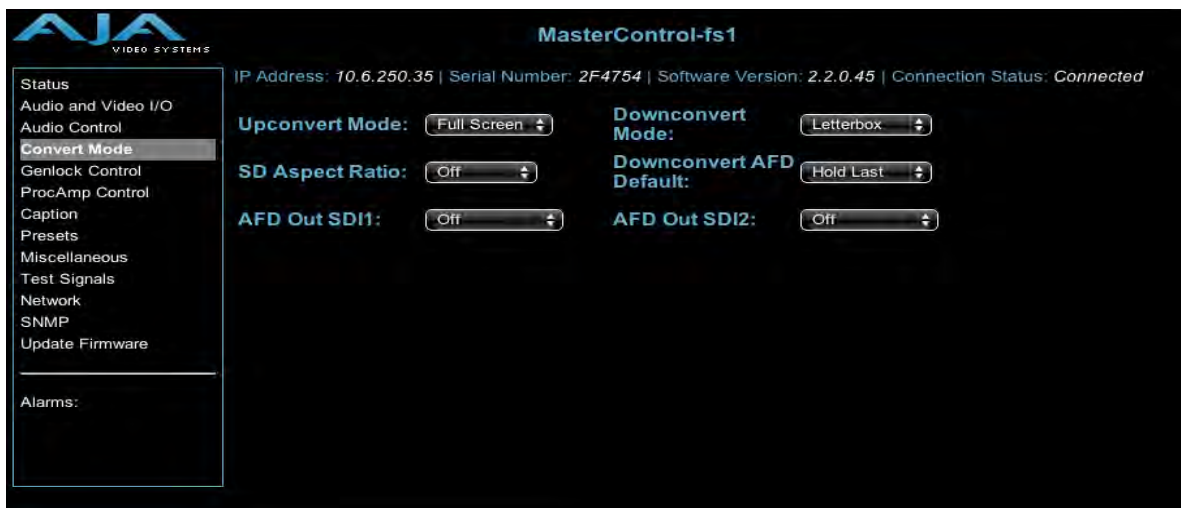 AJA
VIDEO SYSTEMS
MasterControl-fs1
IP Address: 10.6.250.35 | Serial Number: 2F4754 | Software Version: 2.2.0.45 | Connection Status: Connected
Status
Audio and Video I/O
Audio Control
Convert Mode
Genlock Control
ProcAmp Control
Caption
Presets
Miscellaneous
Test Signals
Network
SNMP
Update Firmware
Alarms:
Upconvert Mode: Full Screen
Downconvert
Mode: Letterbox
SD Aspect Ratio: Off
Downconvert AFD
Default: Hold Last
AFD Out SDI1: Off
AFD Out SDI2: Off